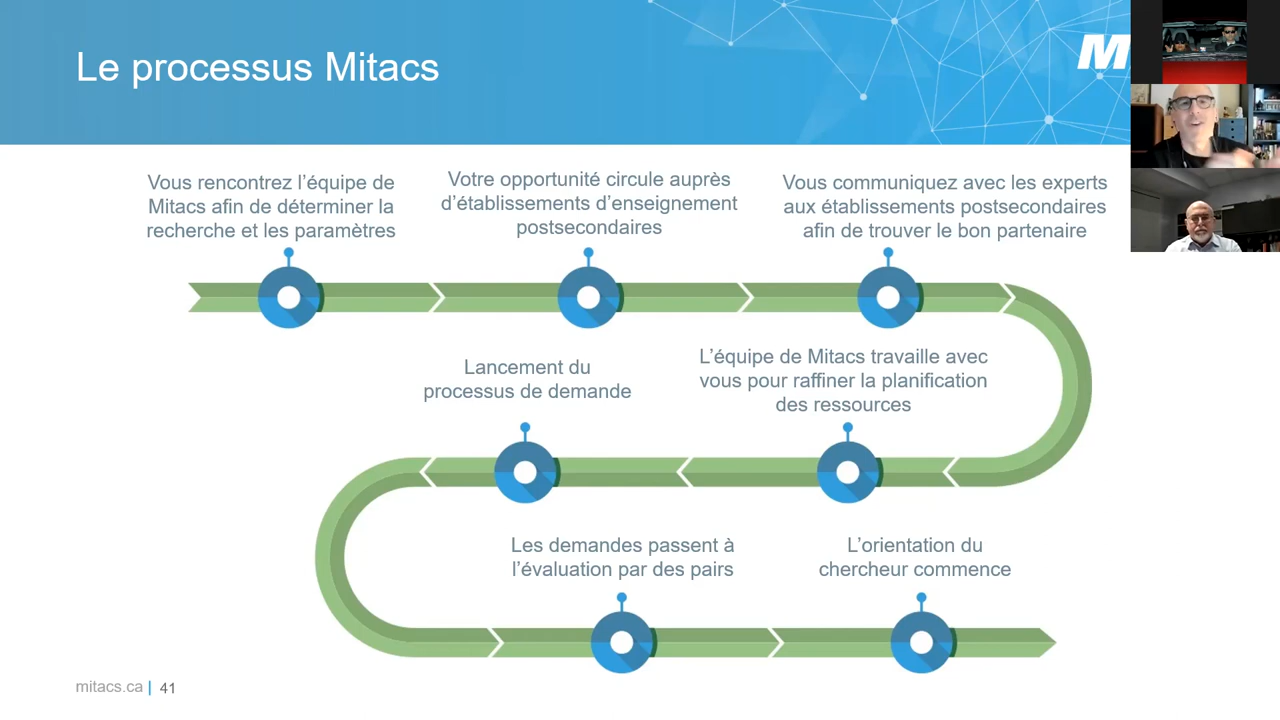 Le processus Mitacs
M
Vous rencontrez l’équipe de
Mitacs afin de déterminer la
recherche et les paramètres
Votre opportunité circule auprès
d’établissements d’enseignement
postsecondaires
Vous communiquez avec les experts
aux établissements postsecondaires
afin de trouver le bon partenaire
L’équipe de Mitacs travaille avec
vous pour raffiner la planification
des ressources
Lancement du
processus de demande
Les demandes passent à
l’évaluation par des pairs
L’orientation du
chercheur commence
mitacs.ca | 41